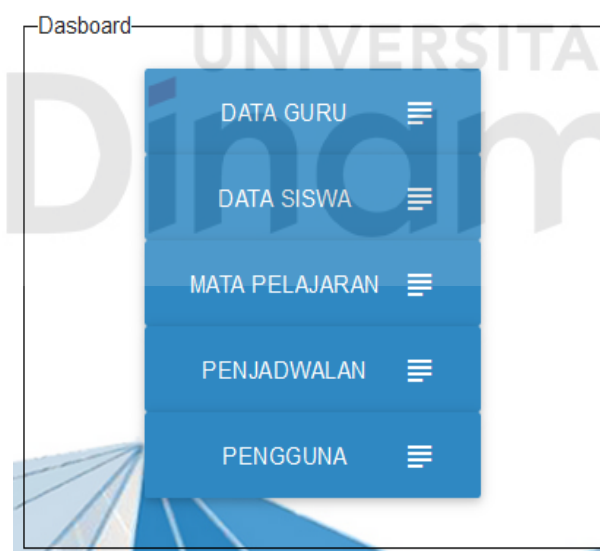 Dasboard
UNIVERSITA
Dinam
DATA GURU
DATA SISWA
MATA PELAJARAN
PENJADWALAN
PENGGUNA